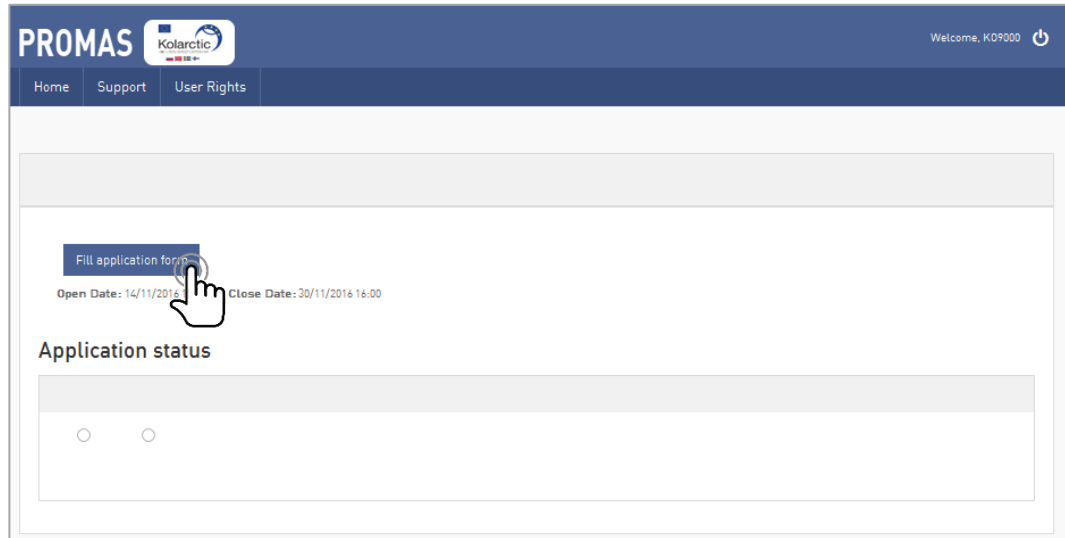 PROMAS Kolarctic
Welcome, KO9000
Home Support User Rights
Fill application form
Open Date: 14/11/2016 Close Date: 30/11/2016 16:00
Application status